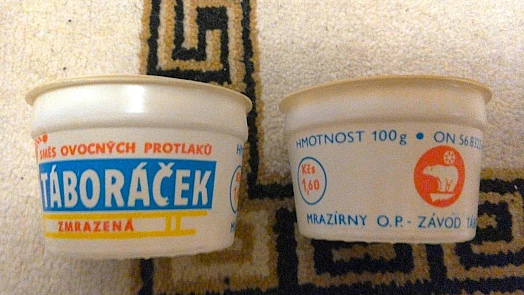 SMĚS OVOCNÝCH PROTLAKŮ
TÁBORÁČEK
ZMRAZENÁ
HMOTNOST 100g • ON 56
Kčs
1,60
MRAZÍRNY O.P. - ZÁVOD